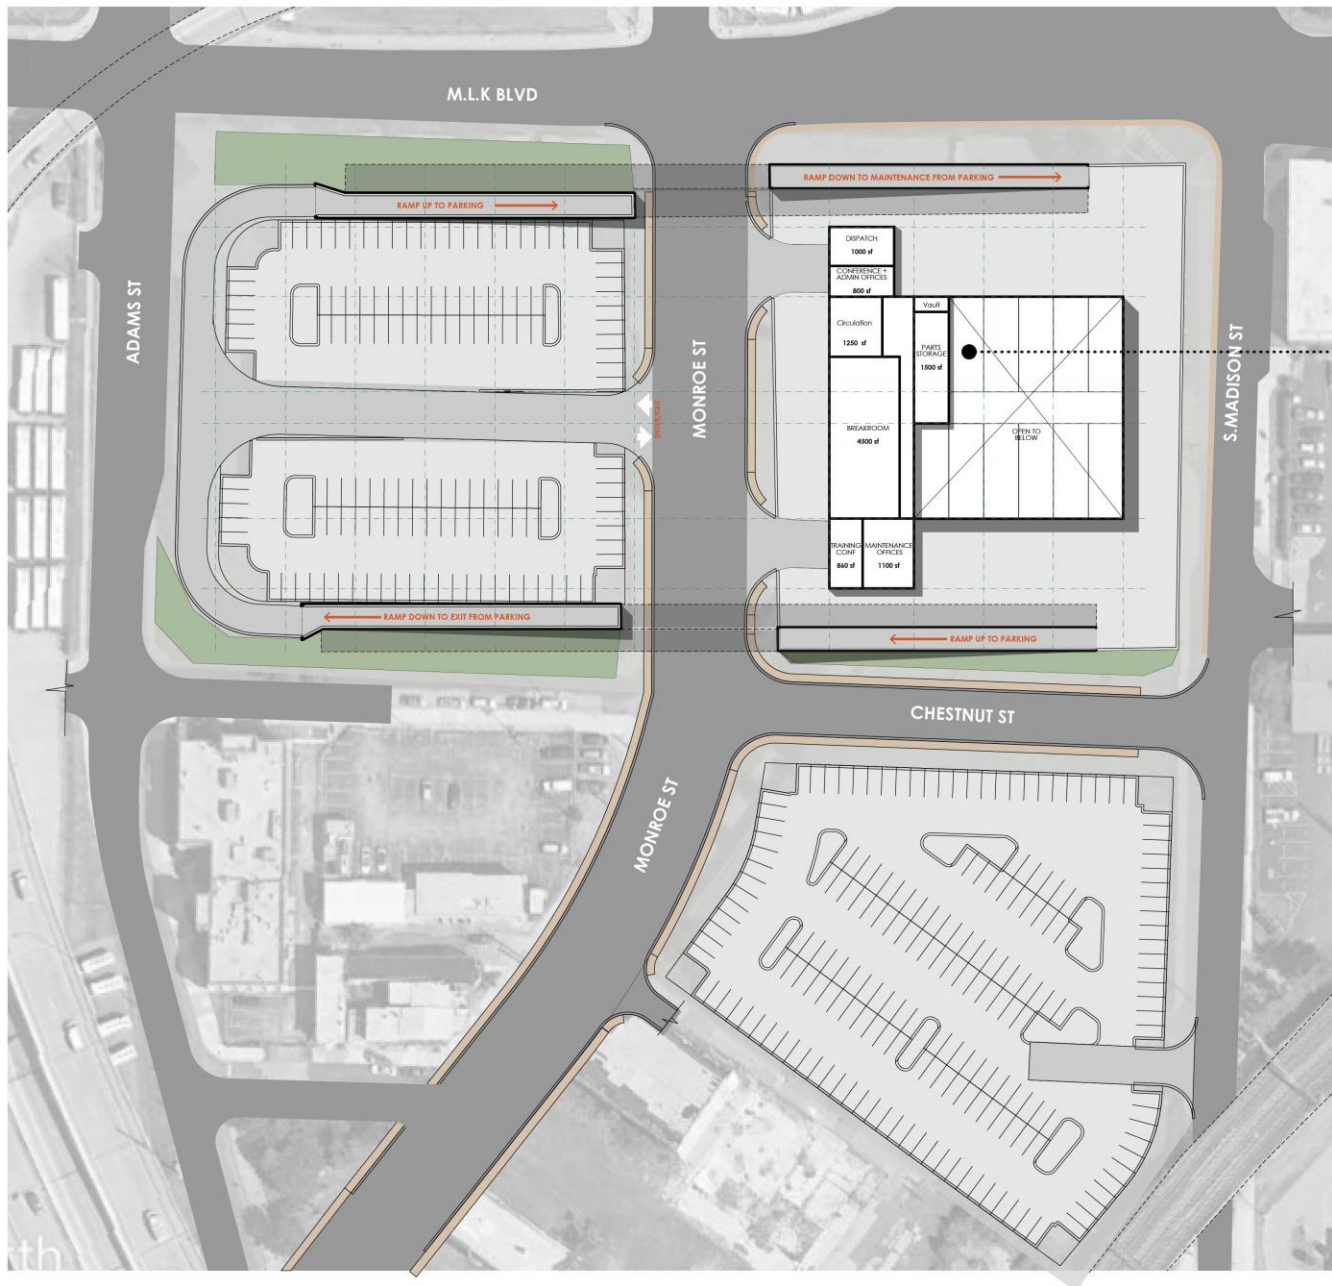 M.L.K BLVD
RAMP DOWN TO MAINTENANCE FROM PARKING
RAMP UP TO PARKING
DISPATCH
1000 sf
CONFERENCE +
ADMIN OFFICES
800 sf
Vault
Circulation
1250 sf
PARTS
STORAGE
1500 sf
ADAMS ST
MONROE ST
S.MADISON ST
BREAKROOM
4500 sf
OPEN TO
BELOW
TRAINING
CONF
860 sf
MAINTENANCE
OFFICES
1100 sf
RAMP DOWN TO EXIT FROM PARKING
RAMP UP TO PARKING
CHESTNUT ST
MONROE ST
rth